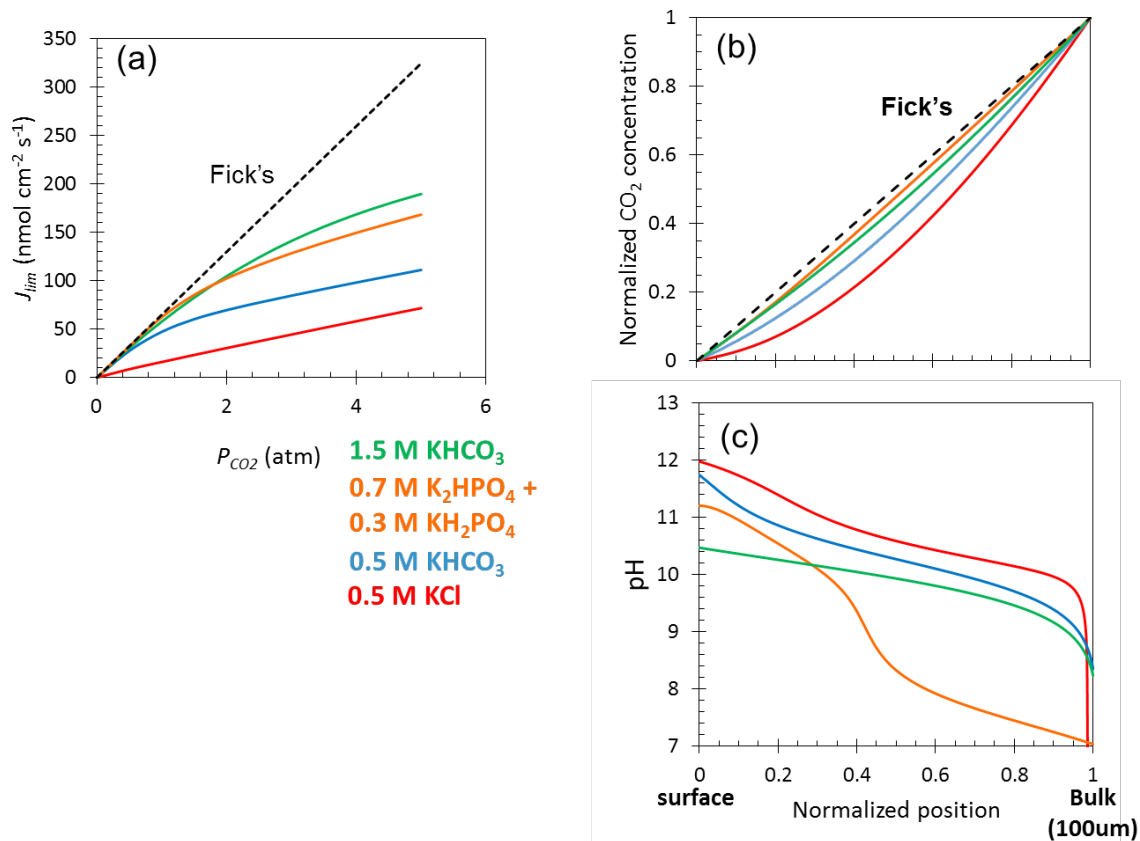 (a)
350
300
250
200
150
100
50
0
J_lim (nmol cm⁻² s⁻¹)
Fick's
0 2 4 6
P_CO2 (atm)
1.5 M KHCO₃
0.7 M K₂HPO₄ +
0.3 M KH₂PO₄
0.5 M KHCO₃
0.5 M KCl
(b)
1
0.8
0.6
0.4
0.2
0
Normalized CO₂ concentration
Fick's
(c)
13
12
11
10
9
8
7
pH
0 0.2 0.4 0.6 0.8 1
surface
Normalized position
Bulk
(100um)